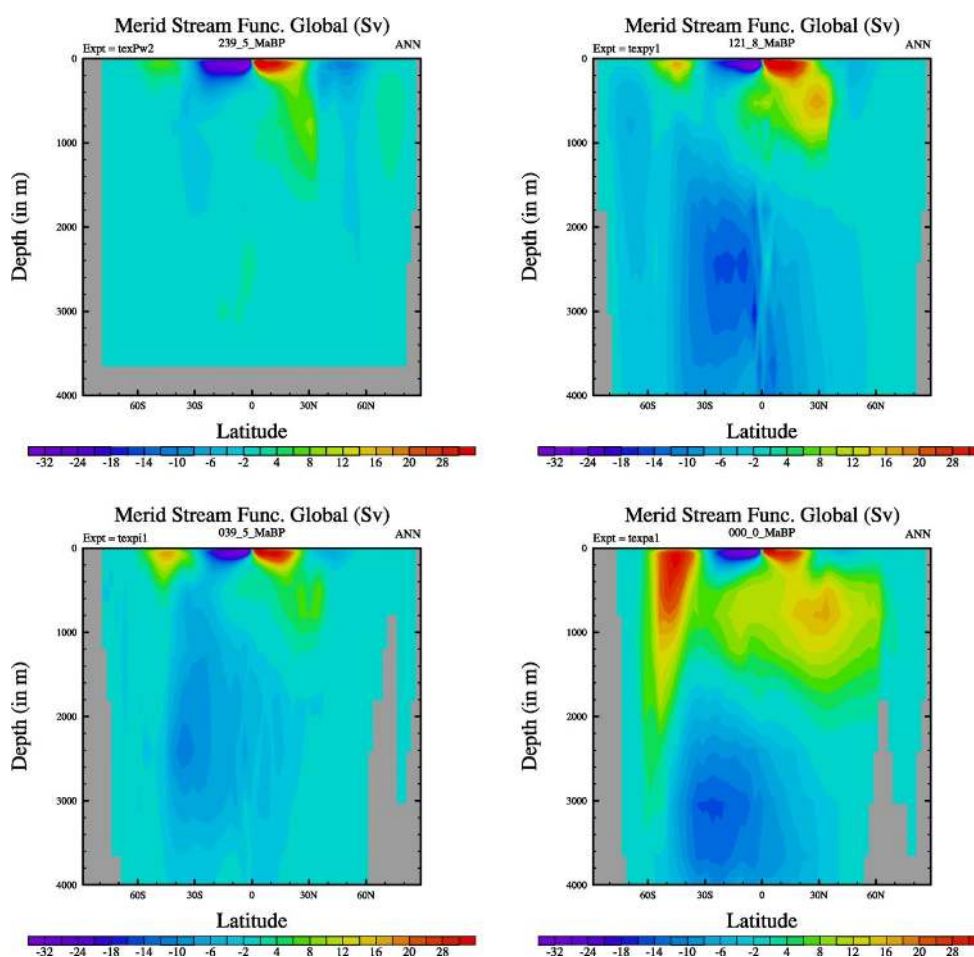 Merid Stream Func. Global (Sv)
239_5_MaBP
Expt = texPw2
ANN
0
1000
2000
3000
4000
Depth (in m)
60S 30S 0 30N 60N
Latitude
-32 -24 -18 -14 -10 -6 -2 4 8 12 16 20 28
Merid Stream Func. Global (Sv)
121_8_MaBP
Expt = texpy1
ANN
0
1000
2000
3000
4000
Depth (in m)
60S 30S 0 30N 60N
Latitude
-32 -24 -18 -14 -10 -6 -2 4 8 12 16 20 28
Merid Stream Func. Global (Sv)
039_5_MaBP
Expt = texpi1
ANN
0
1000
2000
3000
4000
Depth (in m)
60S 30S 0 30N 60N
Latitude
-32 -24 -18 -14 -10 -6 -2 4 8 12 16 20 28
Merid Stream Func. Global (Sv)
000_0_MaBP
Expt = texpa1
ANN
0
1000
2000
3000
4000
Depth (in m)
60S 30S 0 30N 60N
Latitude
-32 -24 -18 -14 -10 -6 -2 4 8 12 16 20 28